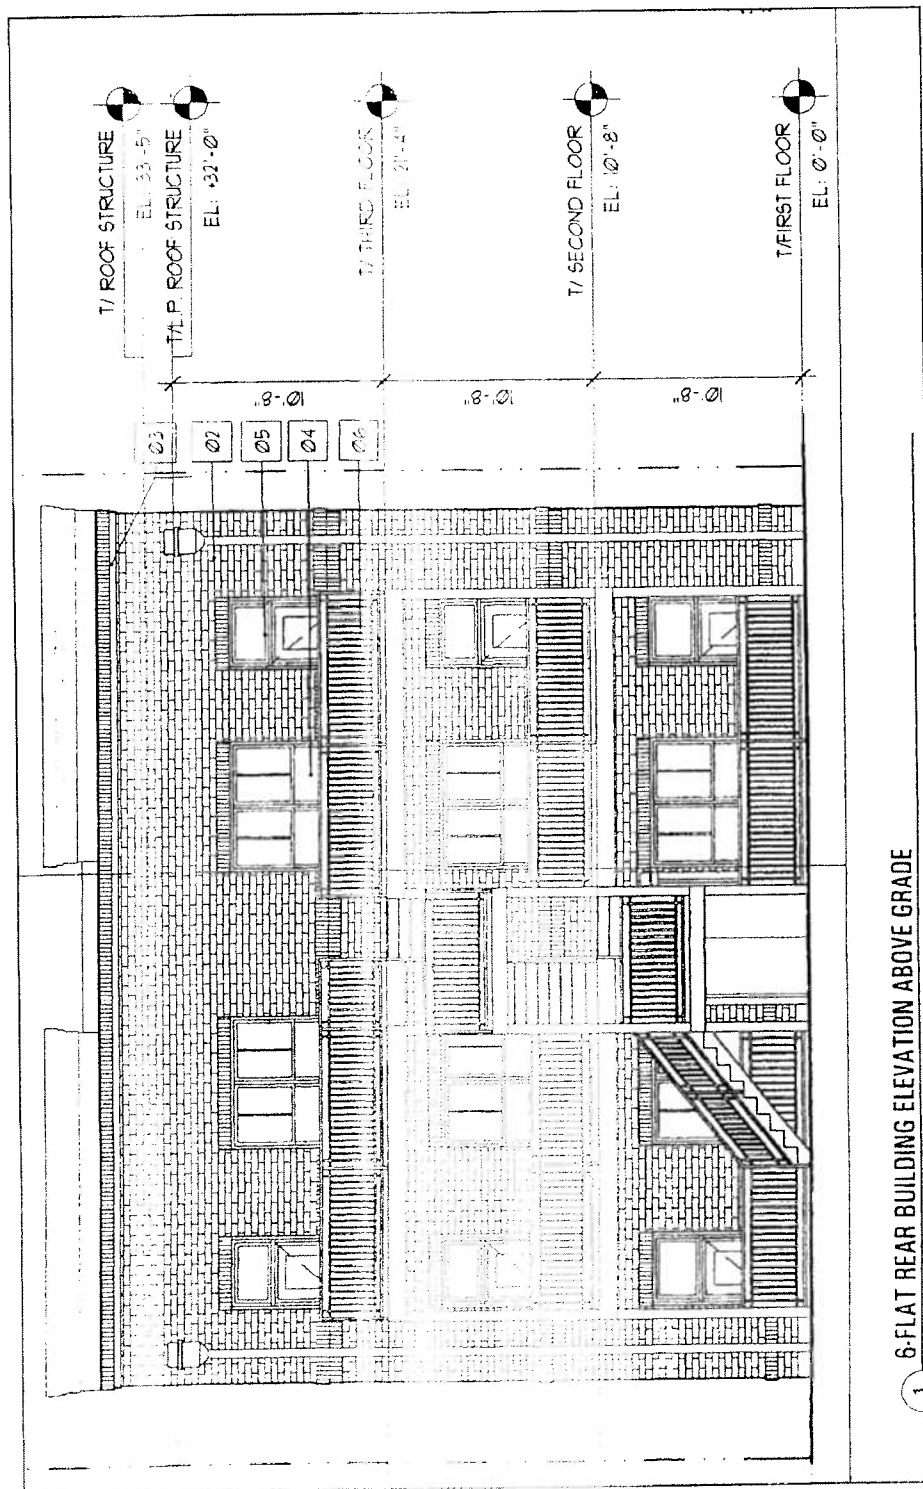 T/ ROOF STRUCTURE
EL: 33'-5"
T/L.P. ROOF STRUCTURE
EL: +32'-0"
T/ THIRD FLOOR
EL: 21'-4"
T/ SECOND FLOOR
EL: 10'-8"
T/FIRST FLOOR
EL: 0'-0"
10'-8"
10'-8"
10'-8"
03
02
05
04
06
6-FLAT REAR BUILDING ELEVATION ABOVE GRADE